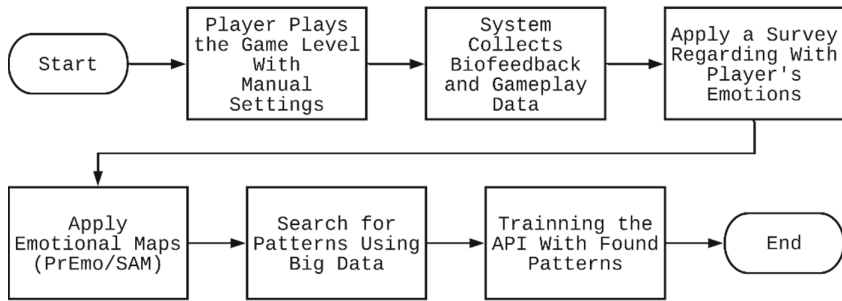 Start
Player Plays
the Game Level
With
Manual
Settings
System
Collects
Biofeedback
and Gameplay
Data
Apply a Survey
Regarding With
Player's
Emotions
Apply
Emotional Maps
(PrEmo/SAM)
Search for
Patterns Using
Big Data
Trainning the
API With Found
Patterns
End